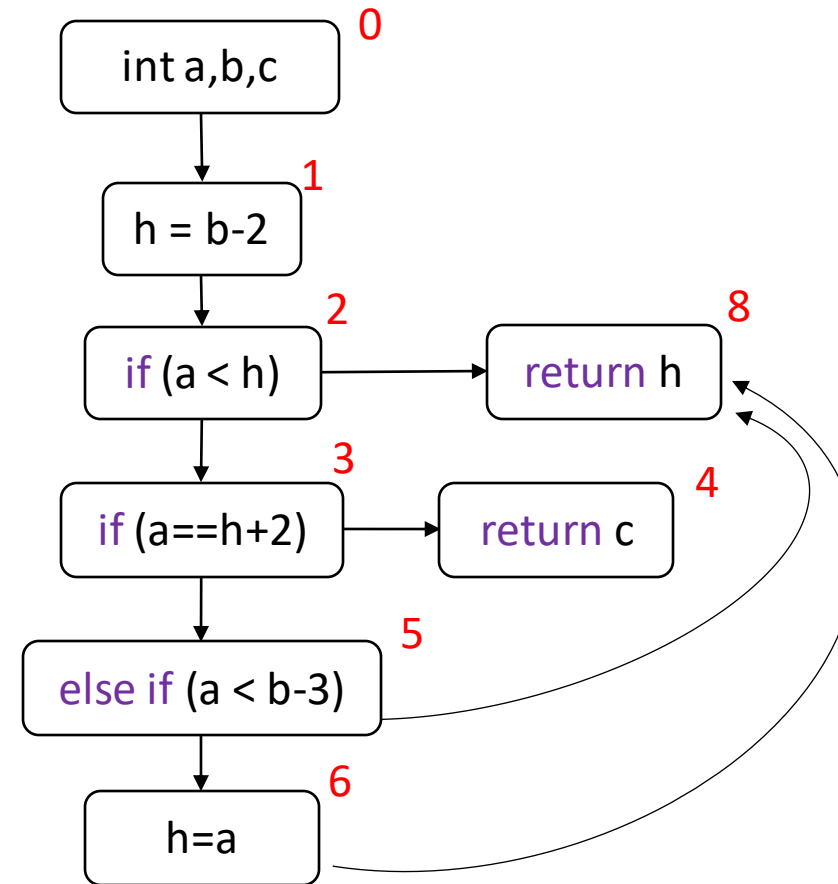 0
int a,b,c
1
h = b-2
2
if (a < h)
8
return h
3
if (a==h+2)
4
return c
5
else if (a < b-3)
6
h=a